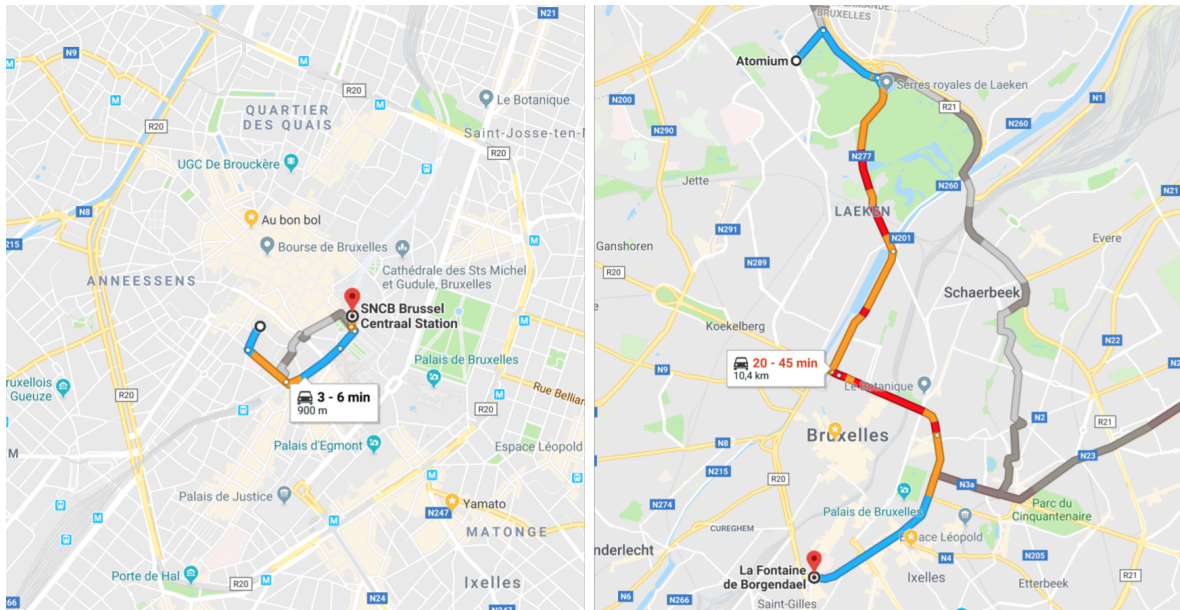 N21
N9
M
M
R20
QUARTIER
DES QUAIS
Le Botanique
R20
Saint-Josse-ten-
R20
UGC De Brouckère
N8
Au bon bol
215
Bourse de Bruxelles
Cathédrale des Sts Michel
et Gudule, Bruxelles
ANNEESSENS
SNCB Brussel
Centraal Station
Palais de Bruxelles
ruxellois
Gueuze
R20
3 - 6 min
900 m
Rue Bellian
R20
Palais d'Egmont
Espace Léopold
M
Palais de Justice
Yamato
N247
MATONGE
Porte de Hal
R20
Ixelles
N24
BRUXELLES
Atomium
Serres royales de Laeken
N200
R21
N1
N290
N260
N277
Jette
N260
N21
LAEKEN
N291
N201
Ganshoren
Evere
R20
N289
Schaerbeek
Koekelberg
N22
20 - 45 min
10,4 km
N9
Le Botanique
N2
R21
Bruxelles
N8
N23
N215
R20
N3a
N274
Palais de Bruxelles
Parc du
Cinquantenaire
CUREGHEM
Espace Léopold
nderlecht
N4
N205
La Fontaine
de Borgendael
Ixelles
Etterbeek
R21
N6
N266
Saint-Gilles